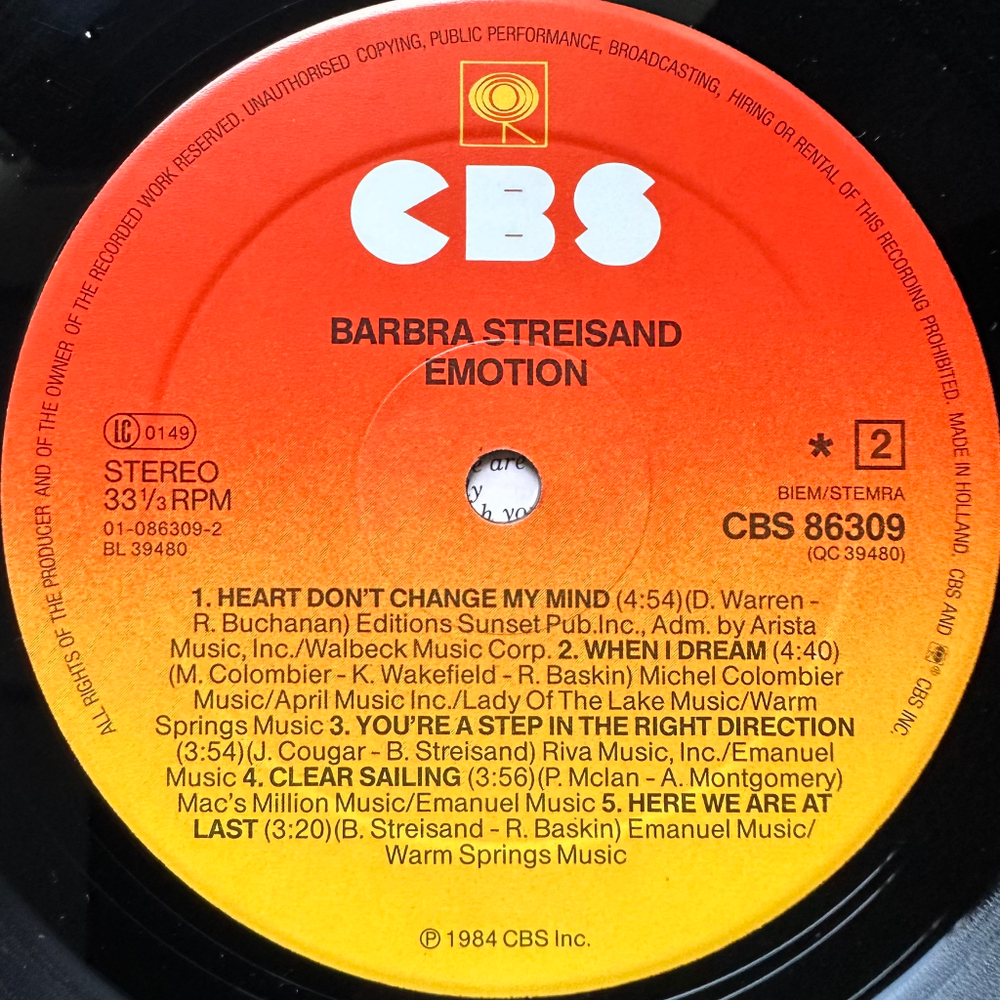 ALL RIGHTS OF THE PRODUCER AND OF THE OWNER OF THE RECORDED WORK RESERVED. UNAUTHORISED COPYING, PUBLIC PERFORMANCE, BROADCASTING, HIRING OR RENTAL OF THIS RECORDING PROHIBITED. MADE IN HOLLAND. CBS AND ® CBS INC.
CBS
BARBRA STREISAND
EMOTION
LC 0149
STEREO
33 1/3 RPM
01-086309-2
BL 39480
* 2
BIEM/STEMRA
CBS 86309
(QC 39480)
e are
y
h yo
1. HEART DON'T CHANGE MY MIND (4:54)(D. Warren -
R. Buchanan) Editions Sunset Pub.Inc., Adm. by Arista
Music, Inc./Walbeck Music Corp. 2. WHEN I DREAM (4:40)
(M. Colombier - K. Wakefield - R. Baskin) Michel Colombier
Music/April Music Inc./Lady Of The Lake Music/Warm
Springs Music 3. YOU'RE A STEP IN THE RIGHT DIRECTION
(3:54)(J. Cougar - B. Streisand) Riva Music, Inc./Emanuel
Music 4. CLEAR SAILING (3:56)(P. McIan - A. Montgomery)
Mac's Million Music/Emanuel Music 5. HERE WE ARE AT
LAST (3:20)(B. Streisand - R. Baskin) Emanuel Music/
Warm Springs Music
℗ 1984 CBS Inc.